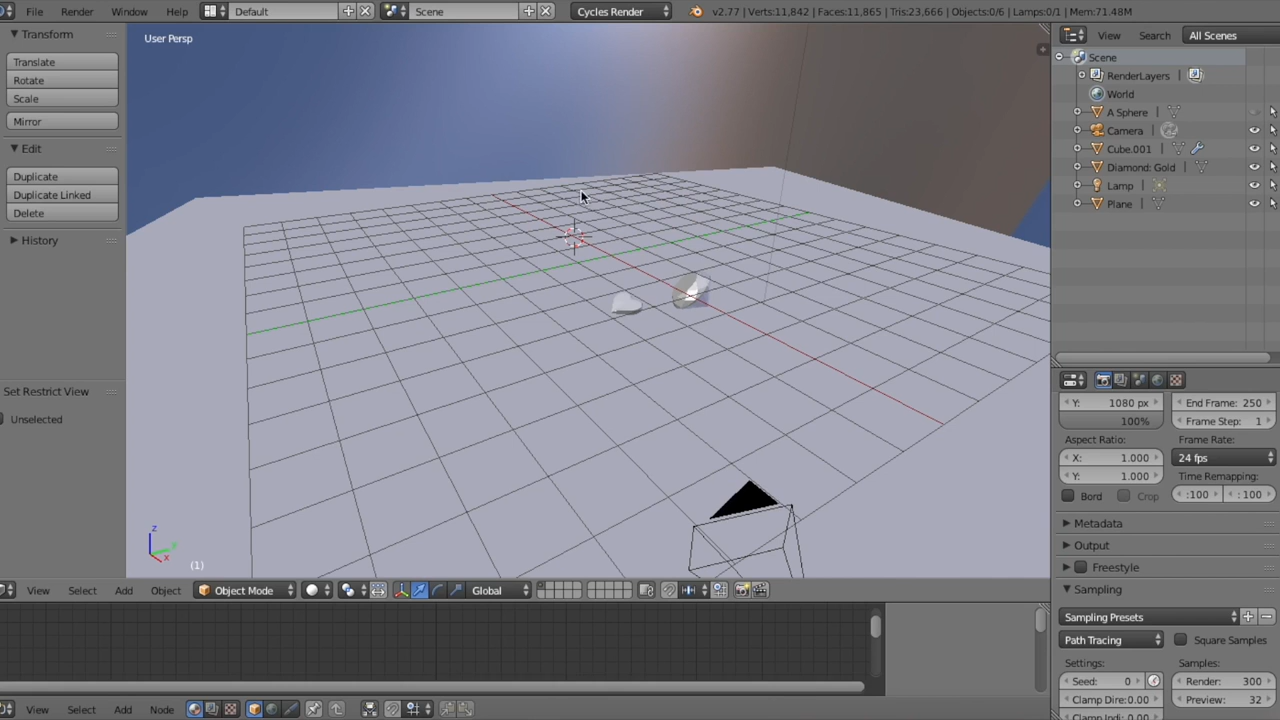 File Render Window Help Default Scene Cycles Render v2.77 | Verts:11,842 | Faces:11,865 | Tris:23,666 | Objects:0/6 | Lamps:0/1 | Mem:71.48M
Transform
Translate
Rotate
Scale
Mirror
Edit
Duplicate
Duplicate Linked
Delete
History
Set Restrict View
Unselected
User Persp
z
y
x
(1)
View Select Add Object Object Mode Global
View Select Add Node
View Search All Scenes
Scene
RenderLayers
World
A Sphere
Camera
Cube.001
Diamond: Gold
Lamp
Plane
Y: 1080 px End Frame: 250
100% Frame Step: 1
Aspect Ratio: Frame Rate:
X: 1.000 24 fps
Y: 1.000 Time Remapping:
Bord Crop :100 : 100
Metadata
Output
Freestyle
Sampling
Sampling Presets
Path Tracing Square Samples
Settings: Samples:
Seed: 0 Render: 300
Clamp Dire:0.00 Preview: 32
Clamp Indi: 0.00